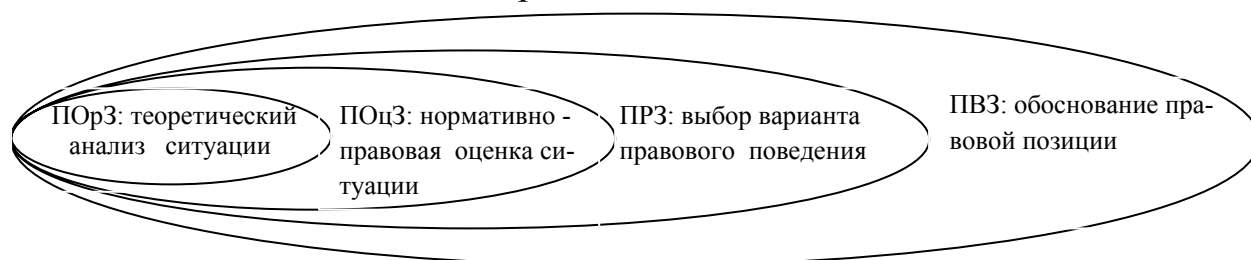 ПОрЗ: теоретический
анализ ситуации
ПОцЗ: нормативно -
правовая оценка си-
туации
ПРЗ: выбор варианта
правового поведения
ПВЗ: обоснование пра-
вовой позиции